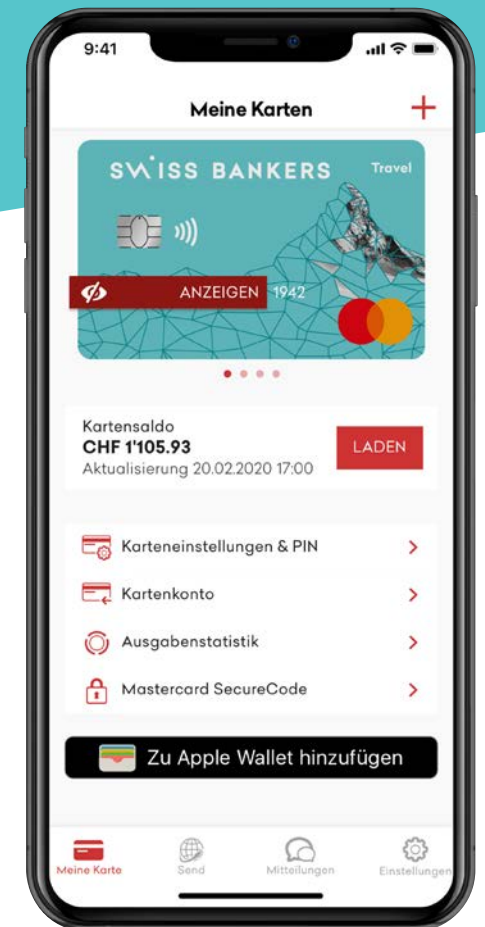 9:41
Meine Karten
SWISS BANKERS
Travel
ANZEIGEN 1942
Kartensaldo
CHF 1'105.93
LADEN
Aktualisierung 20.02.2020 17:00
Karteneinstellungen & PIN
Kartenkonto
Ausgabenstatistik
Mastercard SecureCode
Zu Apple Wallet hinzufügen
Meine Karte
Send
Mitteilungen
Einstellungen